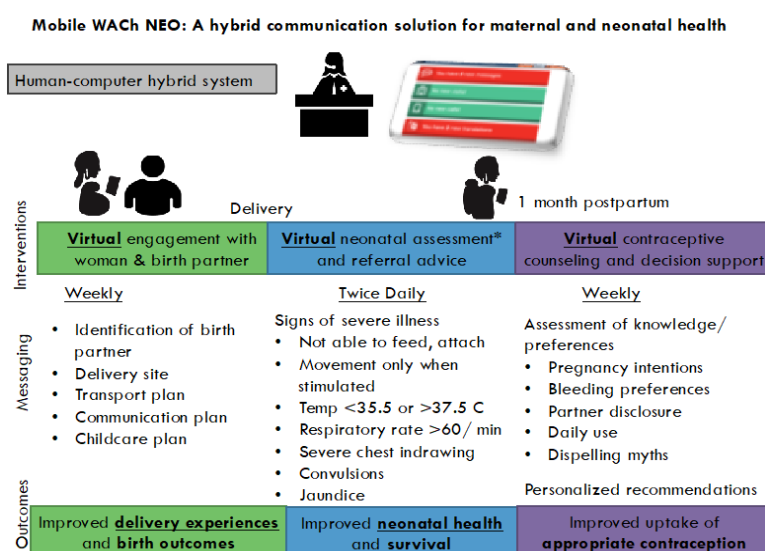 Mobile WACh NEO: A hybrid communication solution for maternal and neonatal health
Human-computer hybrid system
Delivery
1 month postpartum
Interventions
Virtual engagement with
woman & birth partner
Virtual neonatal assessment*
and referral advice
Virtual contraceptive
counseling and decision support
Messaging
Weekly
• Identification of birth
partner
• Delivery site
• Transport plan
• Communication plan
• Childcare plan
Twice Daily
Signs of severe illness
• Not able to feed, attach
• Movement only when
stimulated
• Temp <35.5 or >37.5 C
• Respiratory rate >60/ min
• Severe chest indrawing
• Convulsions
• Jaundice
Weekly
Assessment of knowledge/
preferences
• Pregnancy intentions
• Bleeding preferences
• Partner disclosure
• Daily use
• Dispelling myths
Personalized recommendations
Outcomes
Improved delivery experiences
and birth outcomes
Improved neonatal health
and survival
Improved uptake of
appropriate contraception